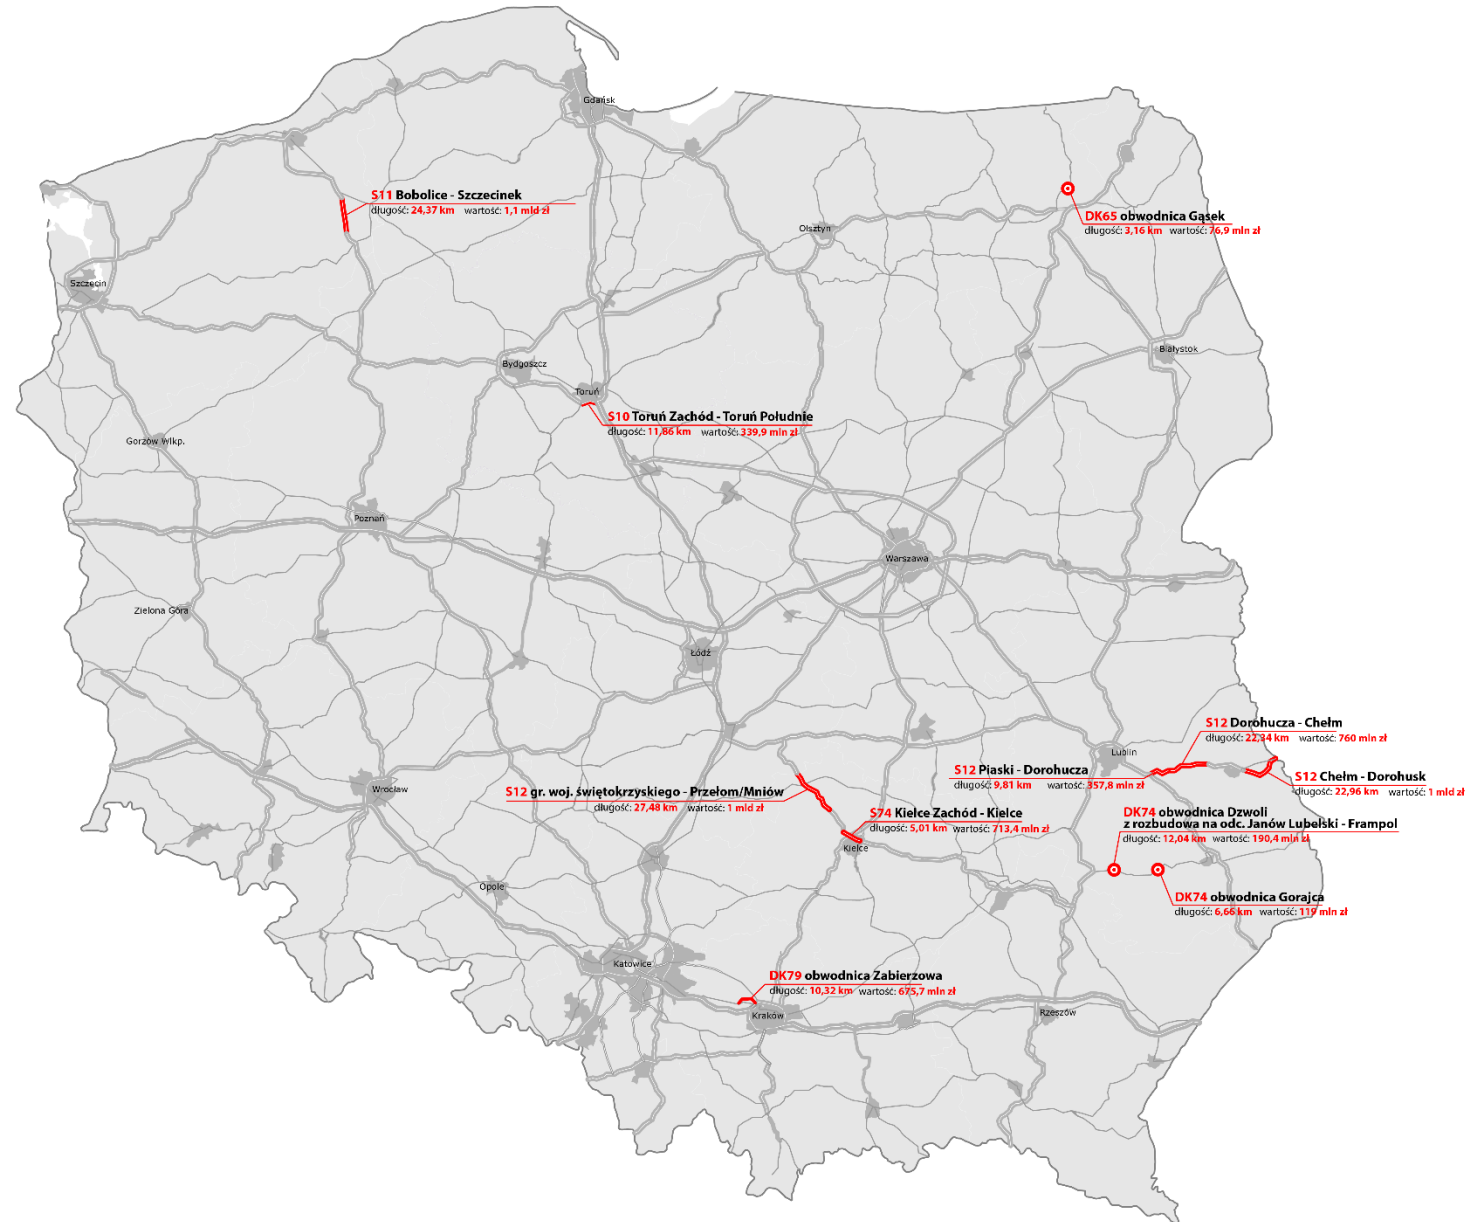 Gdańsk
S11 Bobolice - Szczecinek
długość: 24,37 km wartość: 1,1 mld zł
DK65 obwodnica Gąsek
długość: 3,16 km wartość: 76,9 mln zł
Olsztyn
Szczecin
Białystok
Bydgoszcz
Toruń
S10 Toruń Zachód - Toruń Południe
długość: 11,86 km wartość: 339,9 mln zł
Gorzów Wlkp.
Poznań
Warszawa
Zielona Góra
Łódź
S12 Dorohucza - Chełm
długość: 22,34 km wartość: 760 mln zł
Lublin
S12 Piaski - Dorohucza
długość: 9,81 km wartość: 357,8 mln zł
S12 Chełm - Dorohusk
długość: 22,96 km wartość: 1 mld zł
Wrocław
S12 gr. woj. świętokrzyskiego - Przełom/Mniów
długość: 27,48 km wartość: 1 mld zł
S74 Kielce Zachód - Kielce
długość: 5,01 km wartość: 713,4 mln zł
Kielce
DK74 obwodnica Dzwoli
z rozbudowa na odc. Janów Lubelski - Frampol
długość: 12,04 km wartość: 190,4 mln zł
Opole
DK74 obwodnica Gorajca
długość: 6,66 km wartość: 119 mln zł
Katowice
DK79 obwodnica Zabierzowa
długość: 10,32 km wartość: 675,7 mln zł
Kraków
Rzeszów